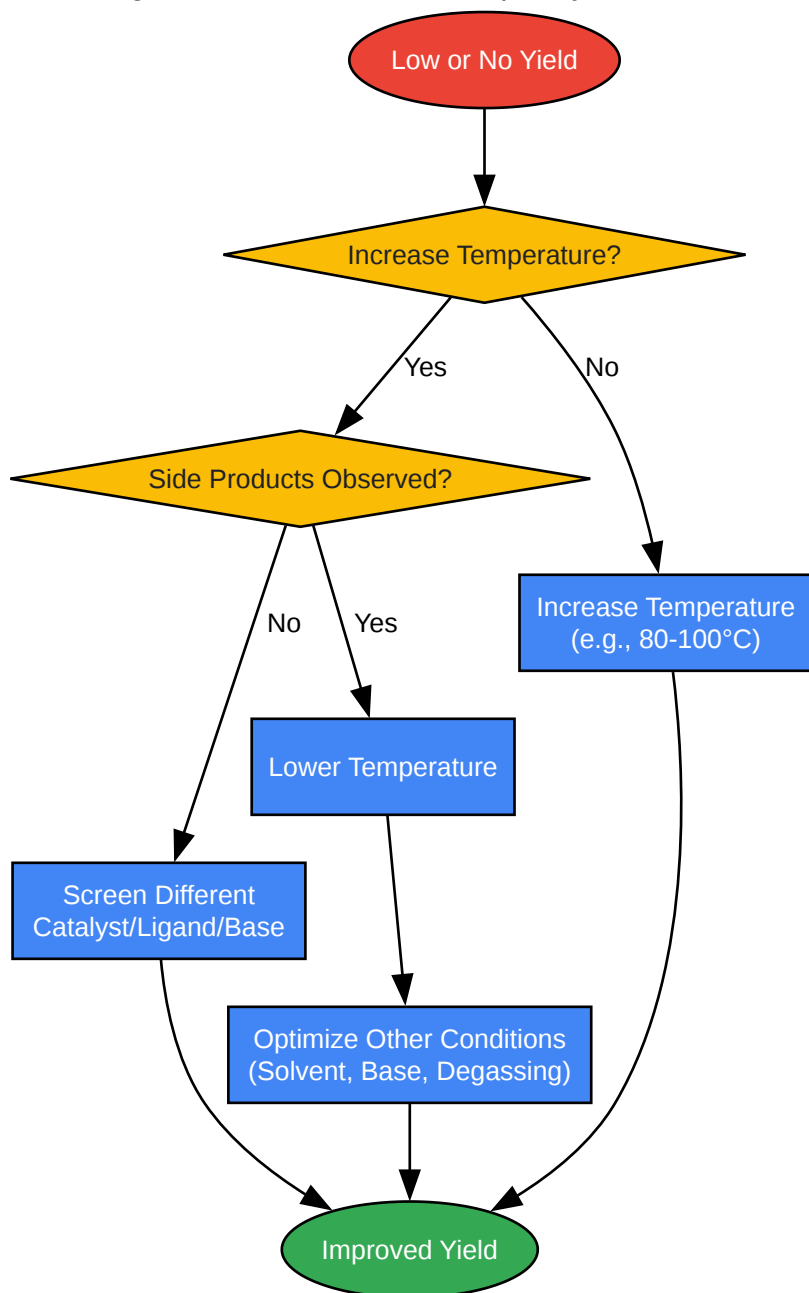 Low or No Yield
Increase Temperature?
Yes
No
Side Products Observed?
Increase Temperature
(e.g., 80-100°C)
No
Yes
Lower Temperature
Screen Different
Catalyst/Ligand/Base
Optimize Other Conditions
(Solvent, Base, Degassing)
Improved Yield